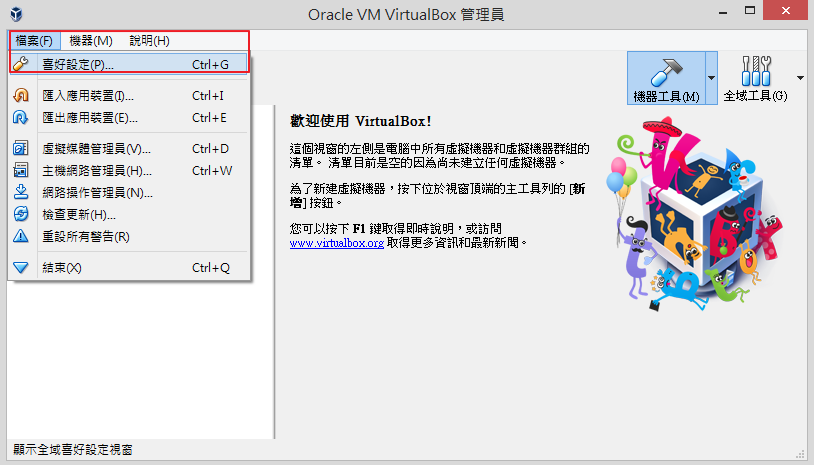 Oracle VM VirtualBox 管理員
檔案(F) 機器(M) 說明(H)
喜好設定(P)... Ctrl+G
匯入應用裝置(I)... Ctrl+I
匯出應用裝置(E)... Ctrl+E
虛擬媒體管理員(V)... Ctrl+D
主機網路管理員(H)... Ctrl+W
網路操作管理員(N)...
檢查更新(H)...
重設所有警告(R)
結束(X) Ctrl+Q
機器工具(M) 全域工具(G)
歡迎使用 VirtualBox!
這個視窗的左側是電腦中所有虛擬機器和虛擬機器群組的
清單。 清單目前是空的因為尚未建立任何虛擬機器。
為了新建虛擬機器，按下位於視窗頂端的主工具列的 [新
增] 按鈕。
您可以按下 F1 鍵取得即時說明，或訪問
www.virtualbox.org 取得更多資訊和最新新聞。
顯示全域喜好設定視窗